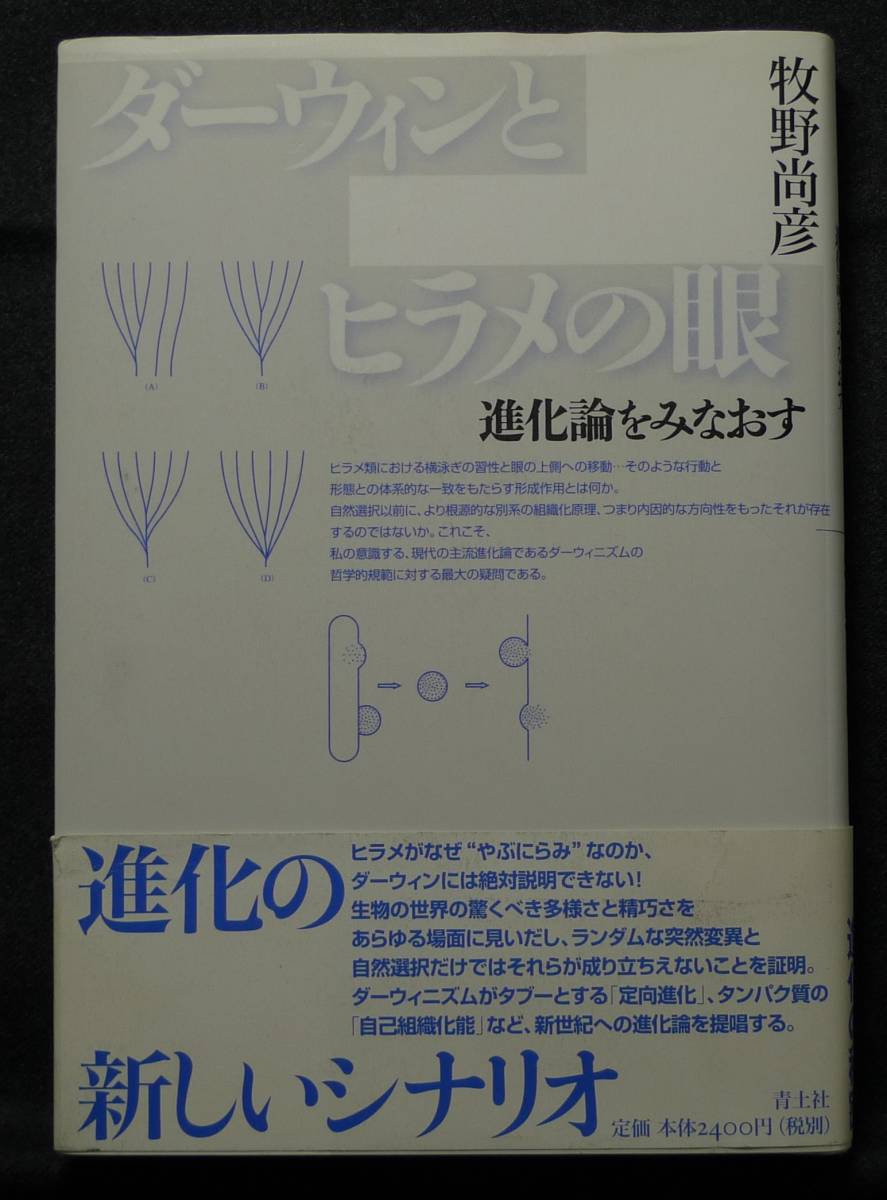 ダーウィンと
ヒラメの眼
牧野尚彦
進化論をみなおす
ヒラメ類における横泳ぎの習性と眼の上側への移動…そのような行動と
形態との体系的な一致をもたらす形成作用とは何か。
自然選択以前に、より根源的な別系の組織化原理、つまり内因的な方向性をもったそれが存在
するのではないか。これこそ、
私の意識する、現代の主流進化論であるダーウィニズムの
哲学的規範に対する最大の疑問である。
(A)
(B)
(C)
(D)
進化の
新しいシナリオ
ヒラメがなぜ“やぶにらみ”なのか、
ダーウィンには絶対説明できない!
生物の世界の驚くべき多様さと精巧さを
あらゆる場面に見いだし、ランダムな突然変異と
自然選択だけではそれらが成り立ちえないことを証明。
ダーウィニズムがタブーとする「定向進化」、タンパク質の
「自己組織化能」など、新世紀への進化論を提唱する。
青土社
定価 本体2400円(税別)